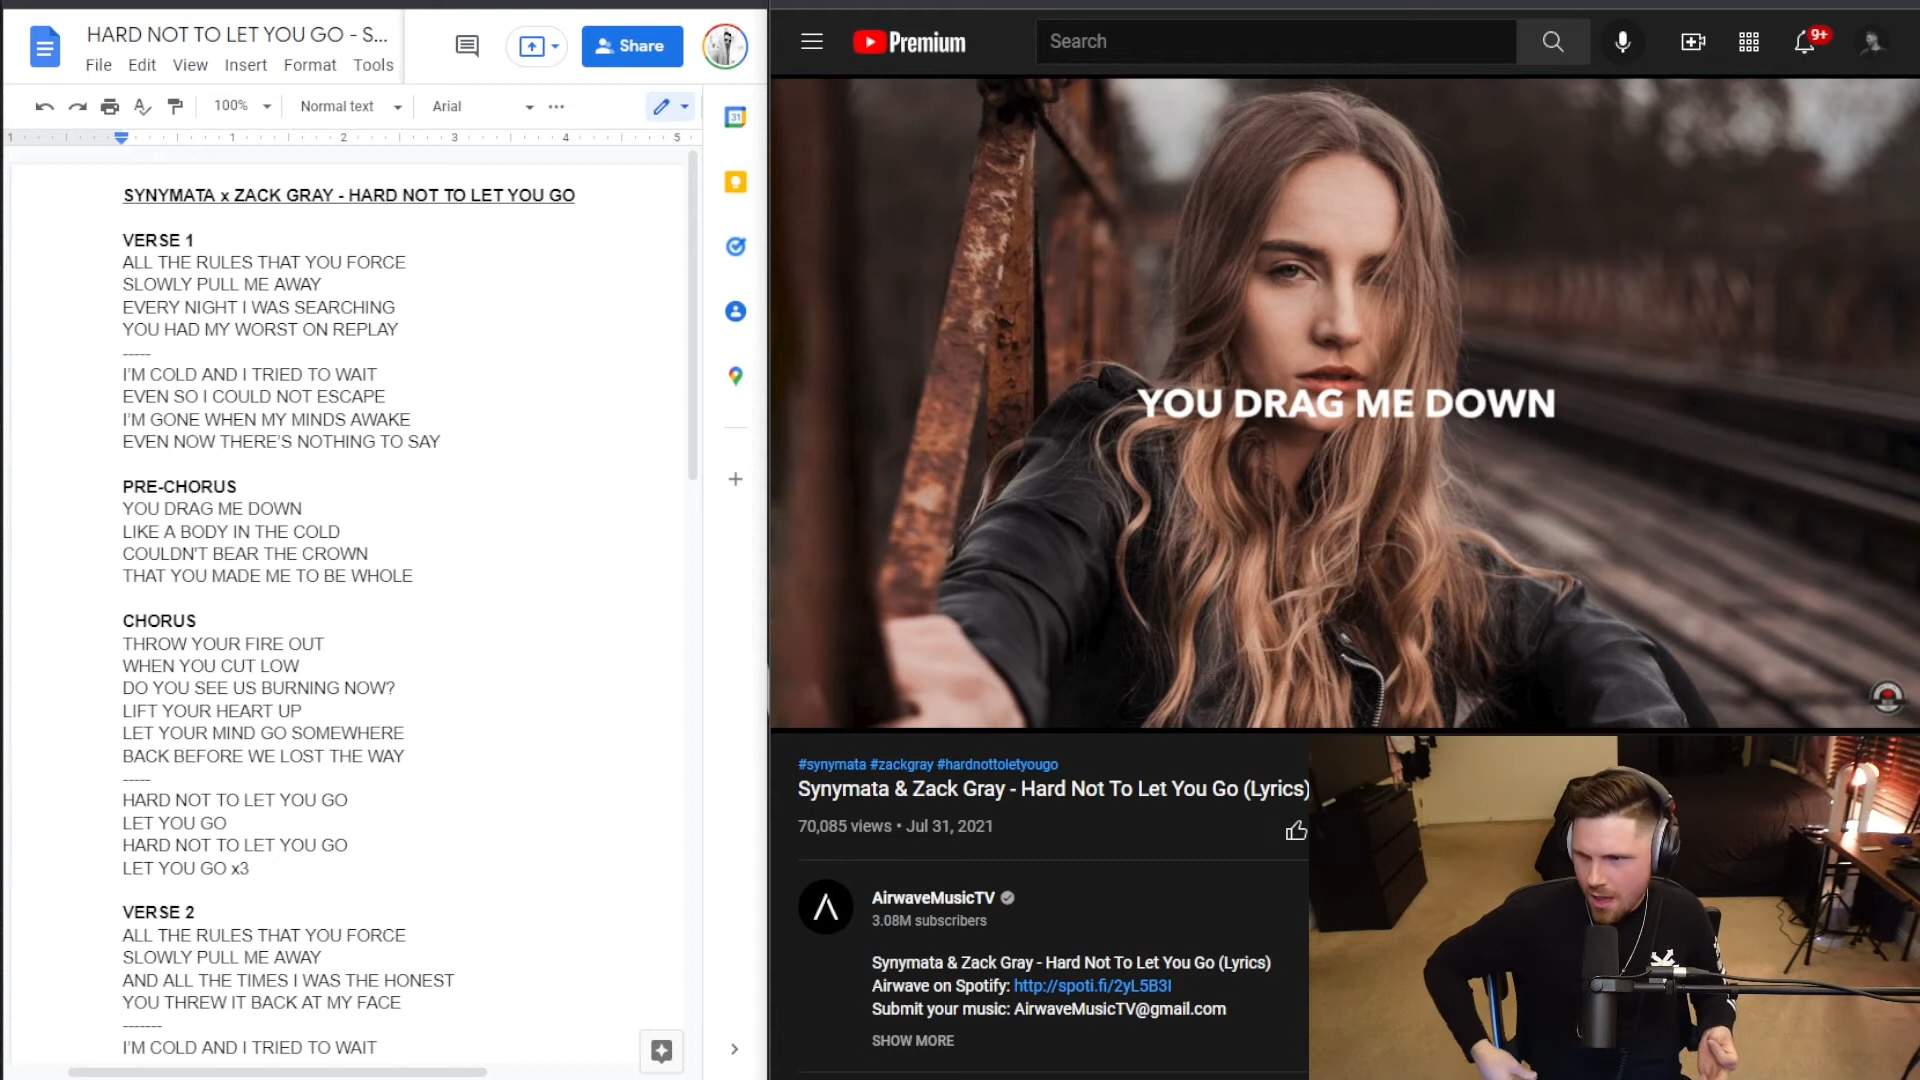 HARD NOT TO LET YOU GO - S...
File Edit View Insert Format Tools
Share
100% Normal text Arial
1 1 2 3 4 5
31
SYNYMATA x ZACK GRAY - HARD NOT TO LET YOU GO
VERSE 1
ALL THE RULES THAT YOU FORCE
SLOWLY PULL ME AWAY
EVERY NIGHT I WAS SEARCHING
YOU HAD MY WORST ON REPLAY
-----
I'M COLD AND I TRIED TO WAIT
EVEN SO I COULD NOT ESCAPE
I'M GONE WHEN MY MINDS AWAKE
EVEN NOW THERE'S NOTHING TO SAY
PRE-CHORUS
YOU DRAG ME DOWN
LIKE A BODY IN THE COLD
COULDN'T BEAR THE CROWN
THAT YOU MADE ME TO BE WHOLE
CHORUS
THROW YOUR FIRE OUT
WHEN YOU CUT LOW
DO YOU SEE US BURNING NOW?
LIFT YOUR HEART UP
LET YOUR MIND GO SOMEWHERE
BACK BEFORE WE LOST THE WAY
-----
HARD NOT TO LET YOU GO
LET YOU GO
HARD NOT TO LET YOU GO
LET YOU GO x3
VERSE 2
ALL THE RULES THAT YOU FORCE
SLOWLY PULL ME AWAY
AND ALL THE TIMES I WAS THE HONEST
YOU THREW IT BACK AT MY FACE
-------
I'M COLD AND I TRIED TO WAIT
Premium
Search
9+
YOU DRAG ME DOWN
#synymata #zackgray #hardnottoletyougo
Synymata & Zack Gray - Hard Not To Let You Go (Lyrics)
70,085 views • Jul 31, 2021
AirwaveMusicTV
3.08M subscribers
Synymata & Zack Gray - Hard Not To Let You Go (Lyrics)
Airwave on Spotify: http://spoti.fi/2yL5B3I
Submit your music: AirwaveMusicTV@gmail.com
SHOW MORE